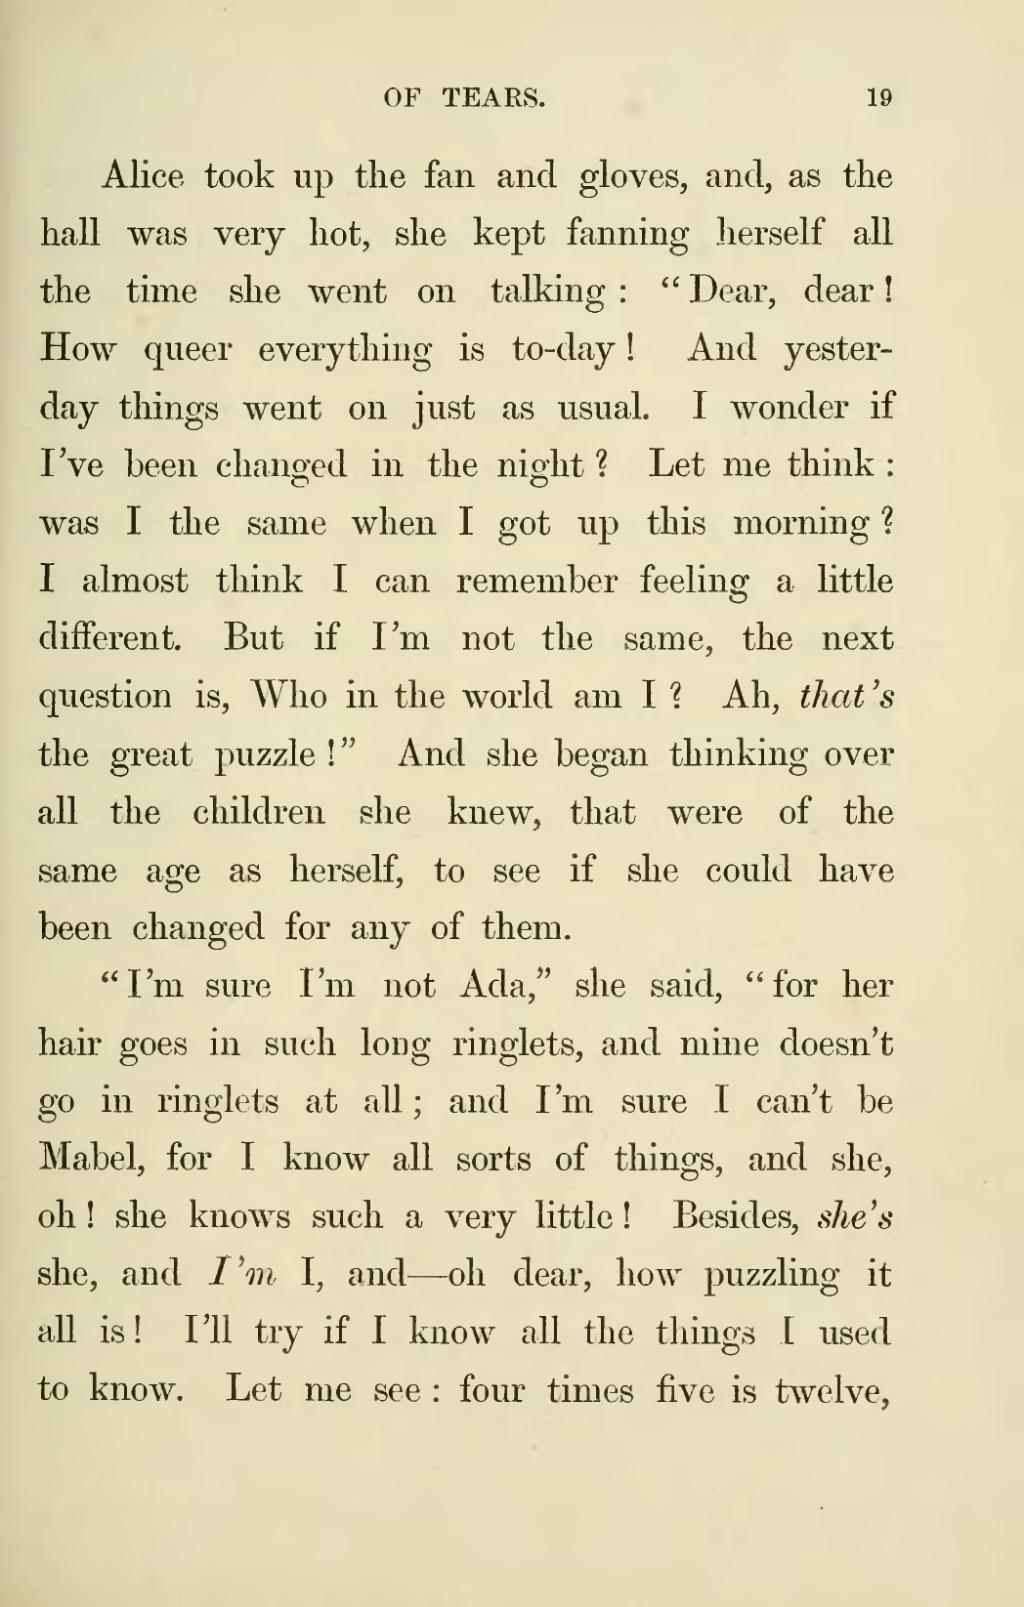 OF TEARS. 19
Alice took up the fan and gloves, and, as the
hall was very hot, she kept fanning herself all
the time she went on talking : “ Dear, dear !
How queer everything is to-day ! And yester-
day things went on just as usual. I wonder if
I’ve been changed in the night ? Let me think :
was I the same when I got up this morning ?
I almost think I can remember feeling a little
different. But if I’m not the same, the next
question is, Who in the world am I ? Ah, that’s
the great puzzle !” And she began thinking over
all the children she knew, that were of the
same age as herself, to see if she could have
been changed for any of them.
“ I’m sure I’m not Ada,” she said, “ for her
hair goes in such long ringlets, and mine doesn’t
go in ringlets at all ; and I’m sure I can’t be
Mabel, for I know all sorts of things, and she,
oh ! she knows such a very little ! Besides, she’s
she, and I’m I, and—oh dear, how puzzling it
all is ! I’ll try if I know all the things I used
to know. Let me see : four times five is twelve,